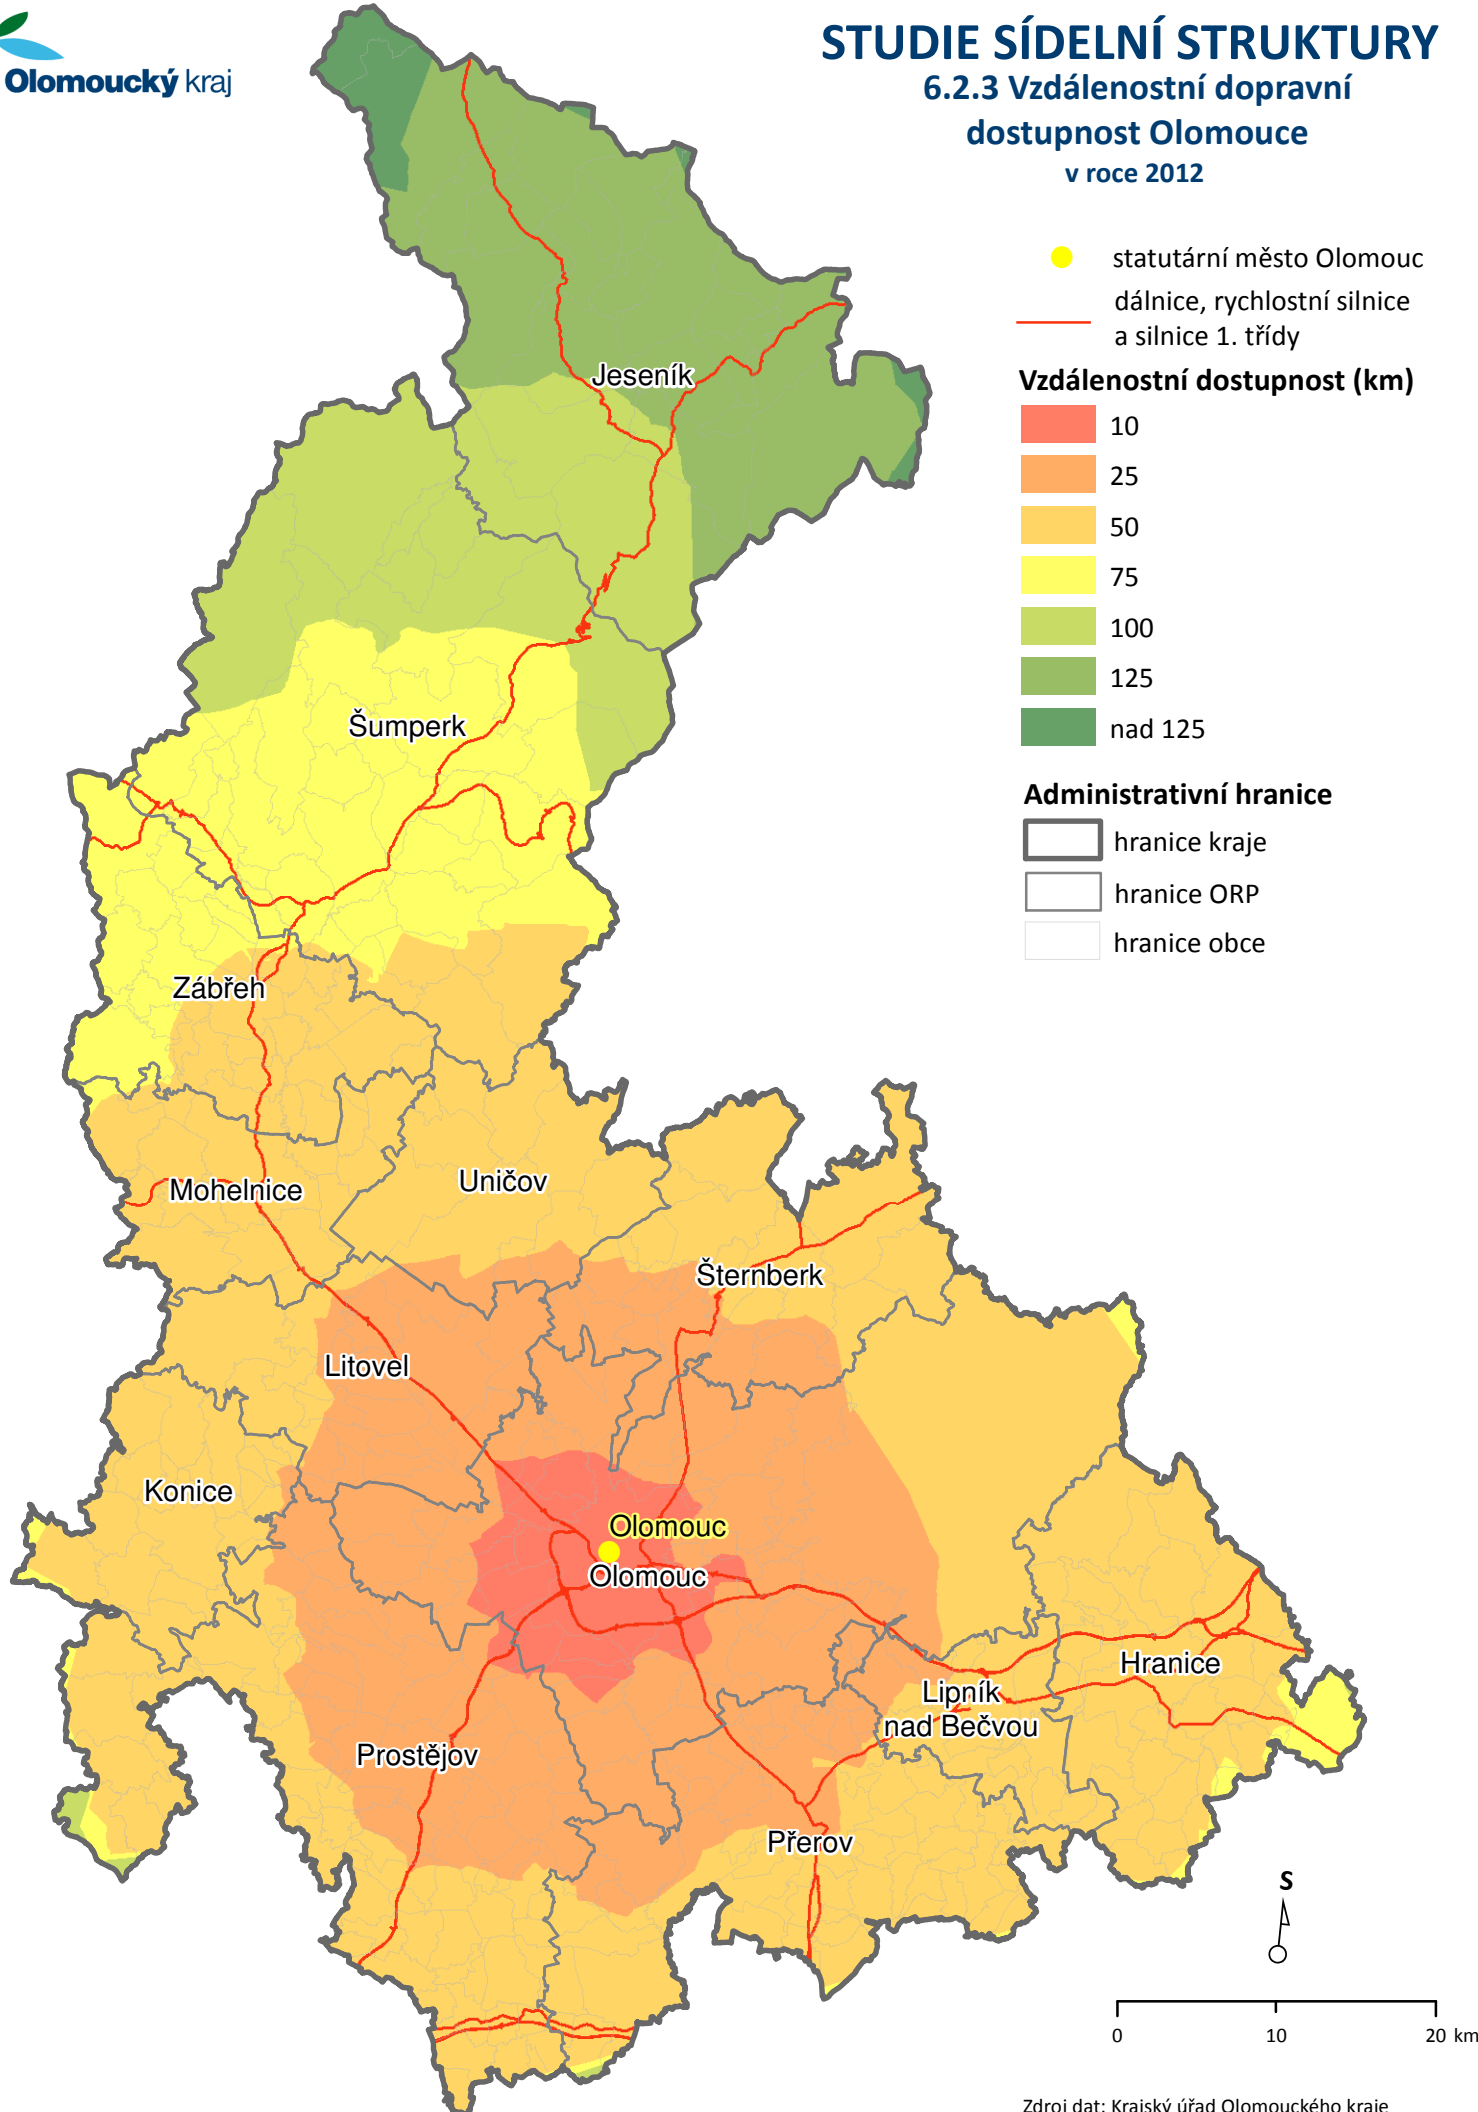 Olomoucký kraj
STUDIE SÍDELNÍ STRUKTURY
6.2.3 Vzdálenostní dopravní
dostupnost Olomouce
v roce 2012
statutární město Olomouc
dálnice, rychlostní silnice
a silnice 1. třídy
Vzdálenostní dostupnost (km)
10
25
50
75
100
125
nad 125
Administrativní hranice
hranice kraje
hranice ORP
hranice obce
Jeseník
Šumperk
Zábřeh
Mohelnice
Uničov
Šternberk
Litovel
Konice
Olomouc
Olomouc
Hranice
Lipník
nad Bečvou
Prostějov
Přerov
S
0 10 20 km
Zdroj dat: Krajský úřad Olomouckého kraje